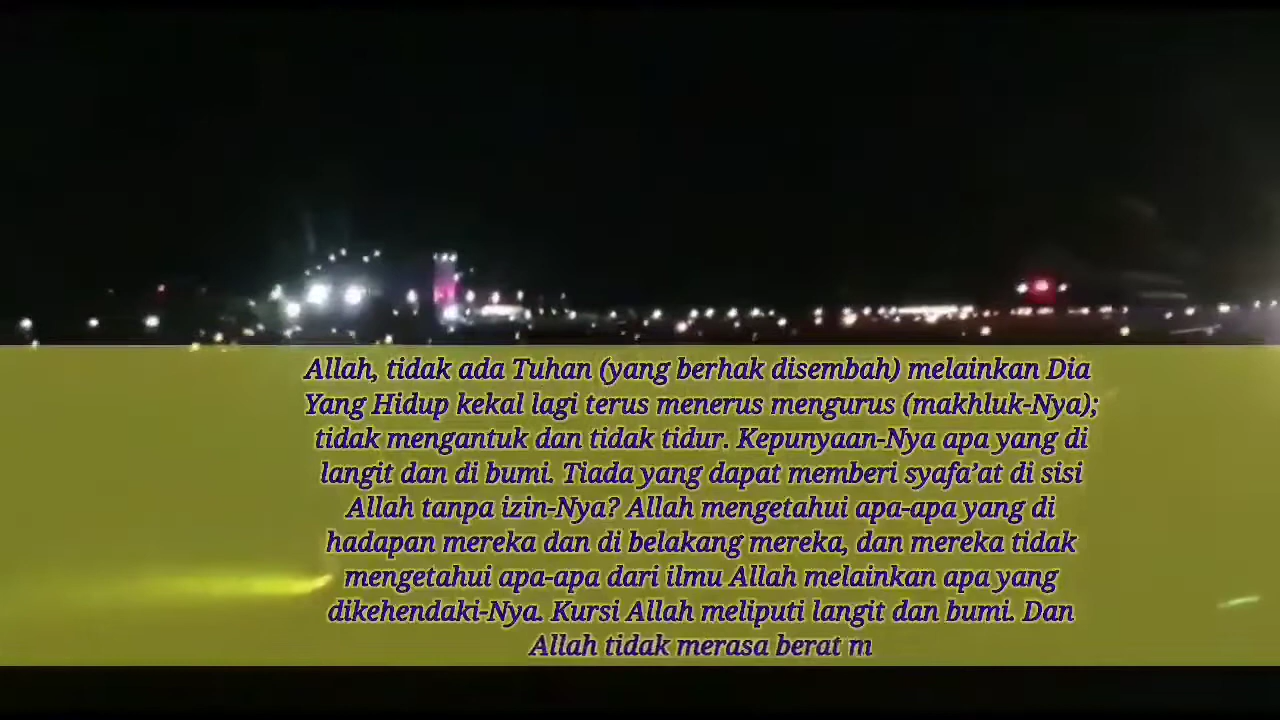 Allah, tidak ada Tuhan (yang berhak disembah) melainkan Dia
Yang Hidup kekal lagi terus menerus mengurus (makhluk-Nya);
tidak mengantuk dan tidak tidur. Kepunyaan-Nya apa yang di
langit dan di bumi. Tiada yang dapat memberi syafa’at di sisi
Allah tanpa izin-Nya? Allah mengetahui apa-apa yang di
hadapan mereka dan di belakang mereka, dan mereka tidak
mengetahui apa-apa dari ilmu Allah melainkan apa yang
dikehendaki-Nya. Kursi Allah meliputi langit dan bumi. Dan
Allah tidak merasa berat m